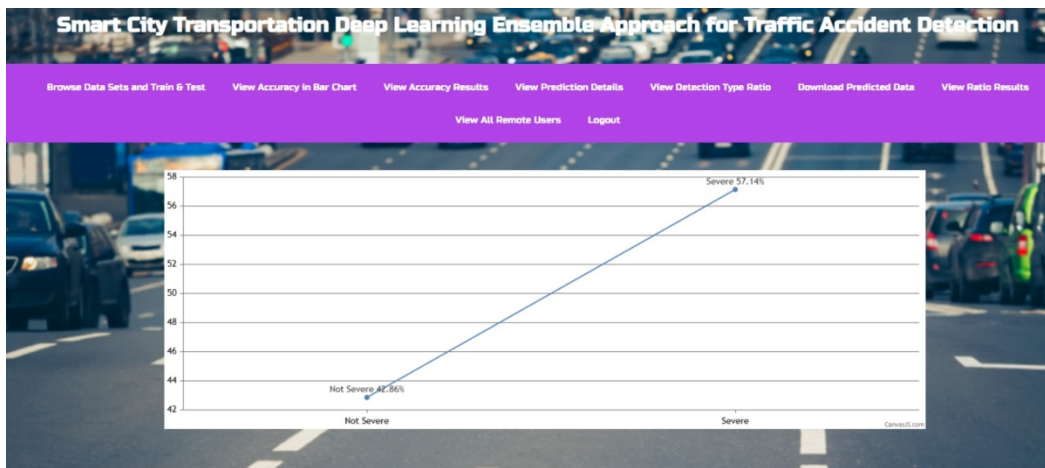 Smart City Transportation Deep Learning Ensemble Approach for Traffic Accident Detection
Browse Data Sets and Train & Test View Accuracy in Bar Chart View Accuracy Results View Prediction Details View Detection Type Ratio Download Predicted Data View Ratio Results
View All Remote Users Logout
58
Severe 57.14%
56
54
52
50
48
46
44
Not Severe 42.86%
42
Not Severe Severe
CanvasJS.com